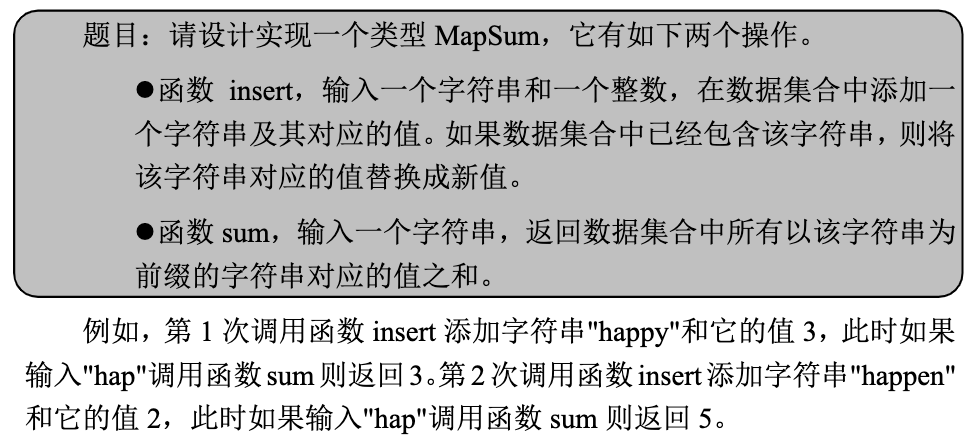 题目：请设计实现一个类型 MapSum，它有如下两个操作。
●函数 insert，输入一个字符串和一个整数，在数据集合中添加一
个字符串及其对应的值。如果数据集合中已经包含该字符串，则将
该字符串对应的值替换成新值。
●函数 sum，输入一个字符串，返回数据集合中所有以该字符串为
前缀的字符串对应的值之和。
例如，第 1 次调用函数 insert 添加字符串"happy"和它的值 3，此时如果
输入"hap"调用函数 sum 则返回 3。第 2 次调用函数 insert 添加字符串"happen"
和它的值 2，此时如果输入"hap"调用函数 sum 则返回 5。